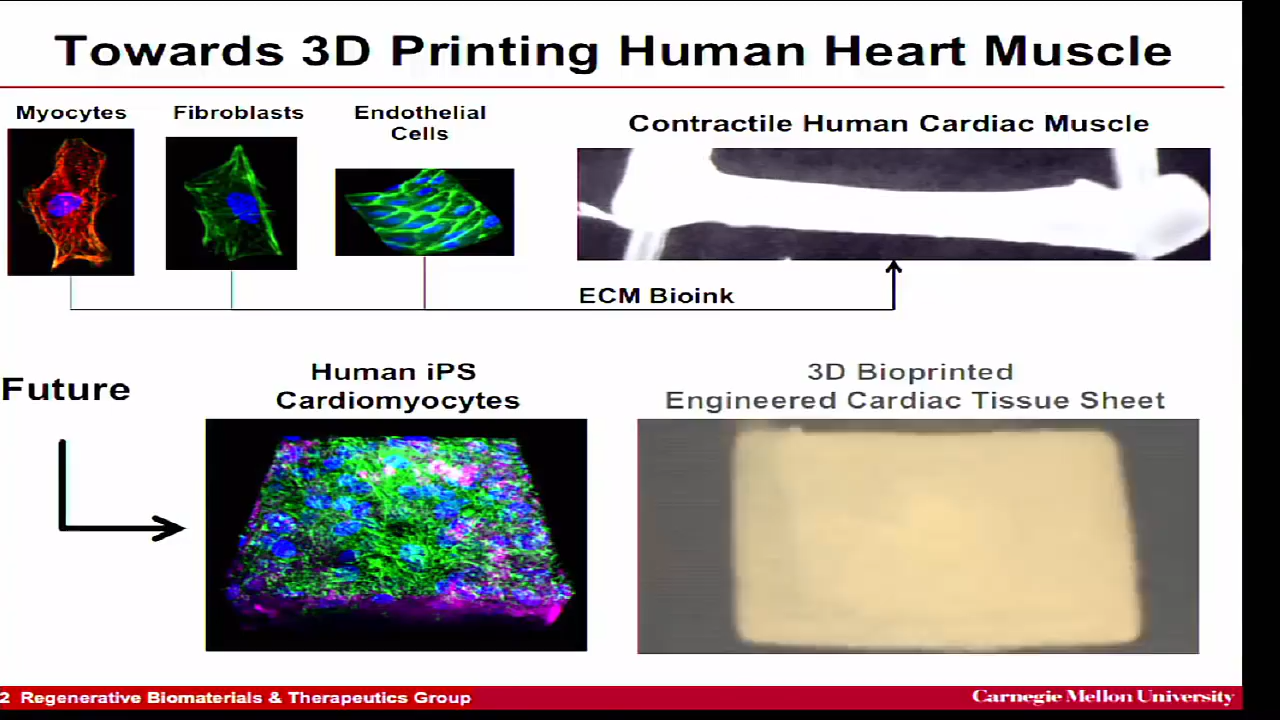 Towards 3D Printing Human Heart Muscle
Myocytes
Fibroblasts
Endothelial
Cells
Contractile Human Cardiac Muscle
ECM Bioink
Future
Human iPS
Cardiomyocytes
3D Bioprinted
Engineered Cardiac Tissue Sheet
2 Regenerative Biomaterials & Therapeutics Group
Carnegie Mellon University